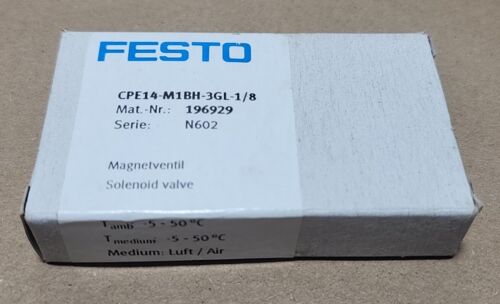 FESTO
CPE14-M1BH-3GL-1/8
Mat.-Nr.: 196929
Serie: N602
Magnetventil
Solenoid valve
Tamb -5 - 50 °C
Tmedium -5 - 50 °C
Medium: Luft / Air